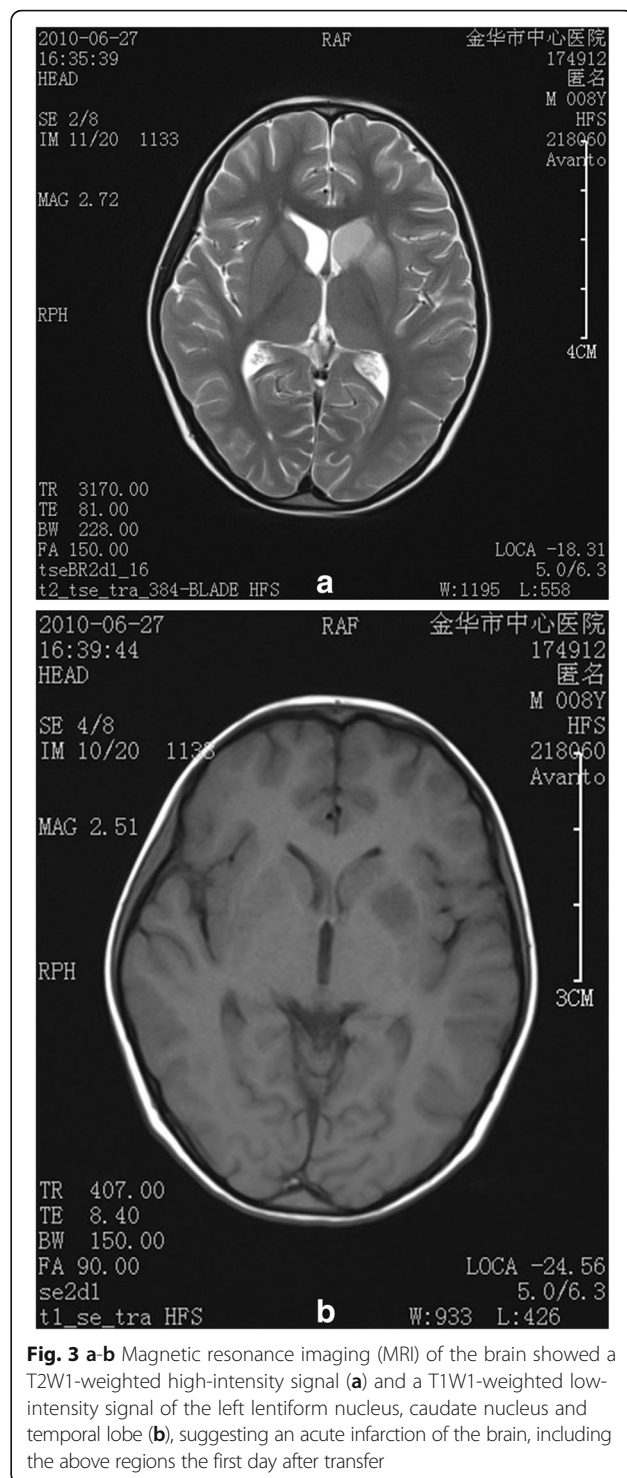 2010-06-27 RAF 金华市中心医院
16:35:39 174912
HEAD 匿名
M 008Y
SE 2/8 HFS
IM 11/20 1133 218060
Avanto
MAG 2.72
RPH
4CM
TR 3170.00
TE 81.00
BW 228.00
FA 150.00 LOCA -18.31
tseBR2d1_16 5.0/6.3
t2_tse_tra_384-BLADE HFS a W:1195 L:558
2010-06-27 RAF 金华市中心医院
16:39:44 174912
HEAD 匿名
M 008Y
SE 4/8 HFS
IM 10/20 1138 218060
Avanto
MAG 2.51
RPH
3CM
TR 407.00
TE 8.40
BW 150.00
FA 90.00 LOCA -24.56
se2d1 5.0/6.3
t1_se_tra HFS b W:933 L:426
Fig. 3 a-b Magnetic resonance imaging (MRI) of the brain showed a
T2W1-weighted high-intensity signal (a) and a T1W1-weighted low-
intensity signal of the left lentiform nucleus, caudate nucleus and
temporal lobe (b), suggesting an acute infarction of the brain, including
the above regions the first day after transfer